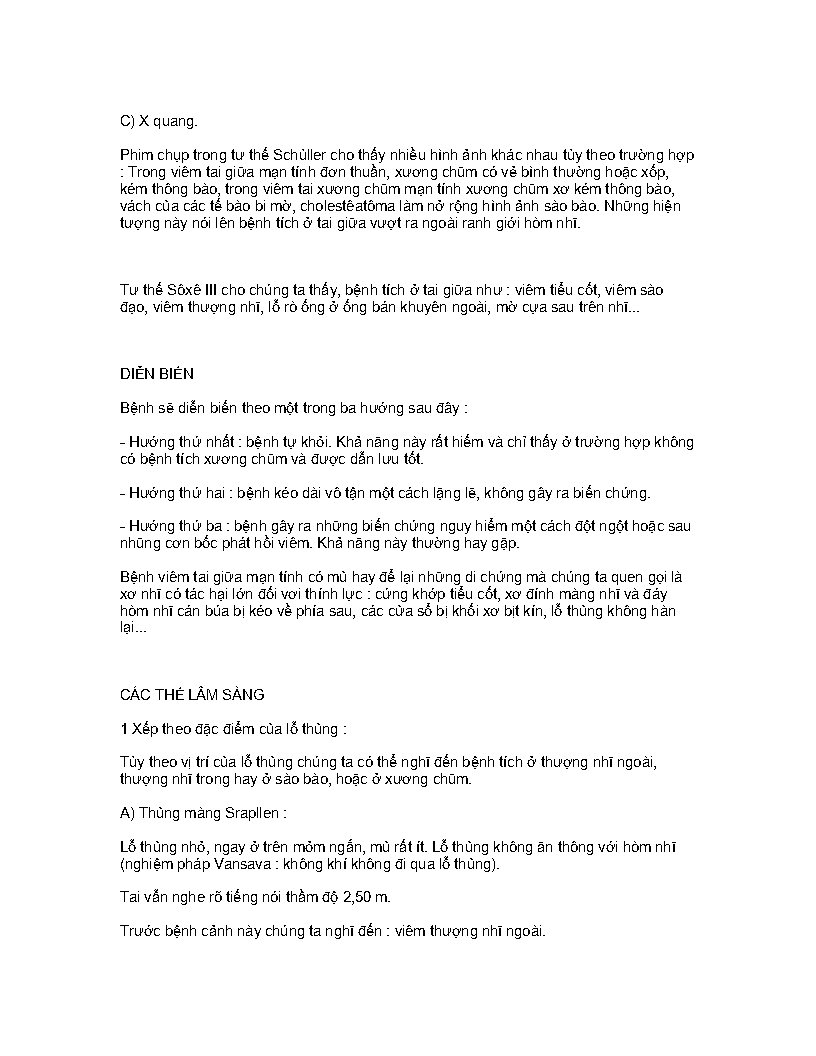 C) X quang.
Phim chụp trong tư thế Schùller cho thấy nhiều hình ảnh khác nhau tùy theo trường hợp
: Trong viêm tai giữa mạn tính đơn thuần, xương chũm có vẻ bình thường hoặc xốp,
kém thông bào, trong viêm tai xương chũm mạn tính xương chũm xơ kém thông bào,
vách của các tế bào bi mờ, cholestêatôma làm nở rộng hình ảnh sào bào. Những hiện
tượng này nói lên bệnh tích ở tai giữa vượt ra ngoài ranh giới hòm nhĩ.
Tư thế Sôxê III cho chúng ta thấy, bệnh tích ở tai giữa như : viêm tiểu cốt, viêm sào
đạo, viêm thượng nhĩ, lỗ rò ống ở ống bán khuyên ngoài, mờ cựa sau trên nhĩ...
DIỄN BIẾN
Bệnh sẽ diễn biến theo một trong ba hướng sau đây :
- Hướng thứ nhất : bệnh tự khỏi. Khả năng này rất hiếm và chỉ thấy ở trường hợp không
có bệnh tích xương chũm và được dẫn lưu tốt.
- Hướng thứ hai : bệnh kéo dài vô tận một cách lặng lẽ, không gây ra biến chứng.
- Hướng thứ ba : bệnh gây ra những biến chứng nguy hiểm một cách đột ngột hoặc sau
nhũng cơn bốc phát hồi viêm. Khả năng này thường hay gặp.
Bệnh viêm tai giữa mạn tính có mủ hay để lại những di chứng mà chúng ta quen gọi là
xơ nhĩ có tác hại lớn đối vơi thính lực : cứng khớp tiểu cốt, xơ đính màng nhĩ và đáy
hòm nhĩ cán búa bị kéo về phía sau, các cửa sổ bị khối xơ bịt kín, lỗ thủng không hàn
lại...
CÁC THỂ LÂM SÀNG
1 Xếp theo đặc điểm của lỗ thủng :
Tùy theo vị trí của lỗ thủng chúng ta có thể nghĩ đến bệnh tích ở thượng nhĩ ngoài,
thượng nhĩ trong hay ở sào bào, hoặc ở xương chũm.
A) Thủng màng Srapllen :
Lỗ thủng nhỏ, ngay ở trên mỏm ngắn, mủ rất ít. Lỗ thủng không ăn thông với hòm nhĩ
(nghiệm pháp Vansava : không khí không đi qua lỗ thủng).
Tai vẫn nghe rõ tiếng nói thầm độ 2,50 m.
Trước bệnh cảnh này chúng ta nghĩ đến : viêm thượng nhĩ ngoài.